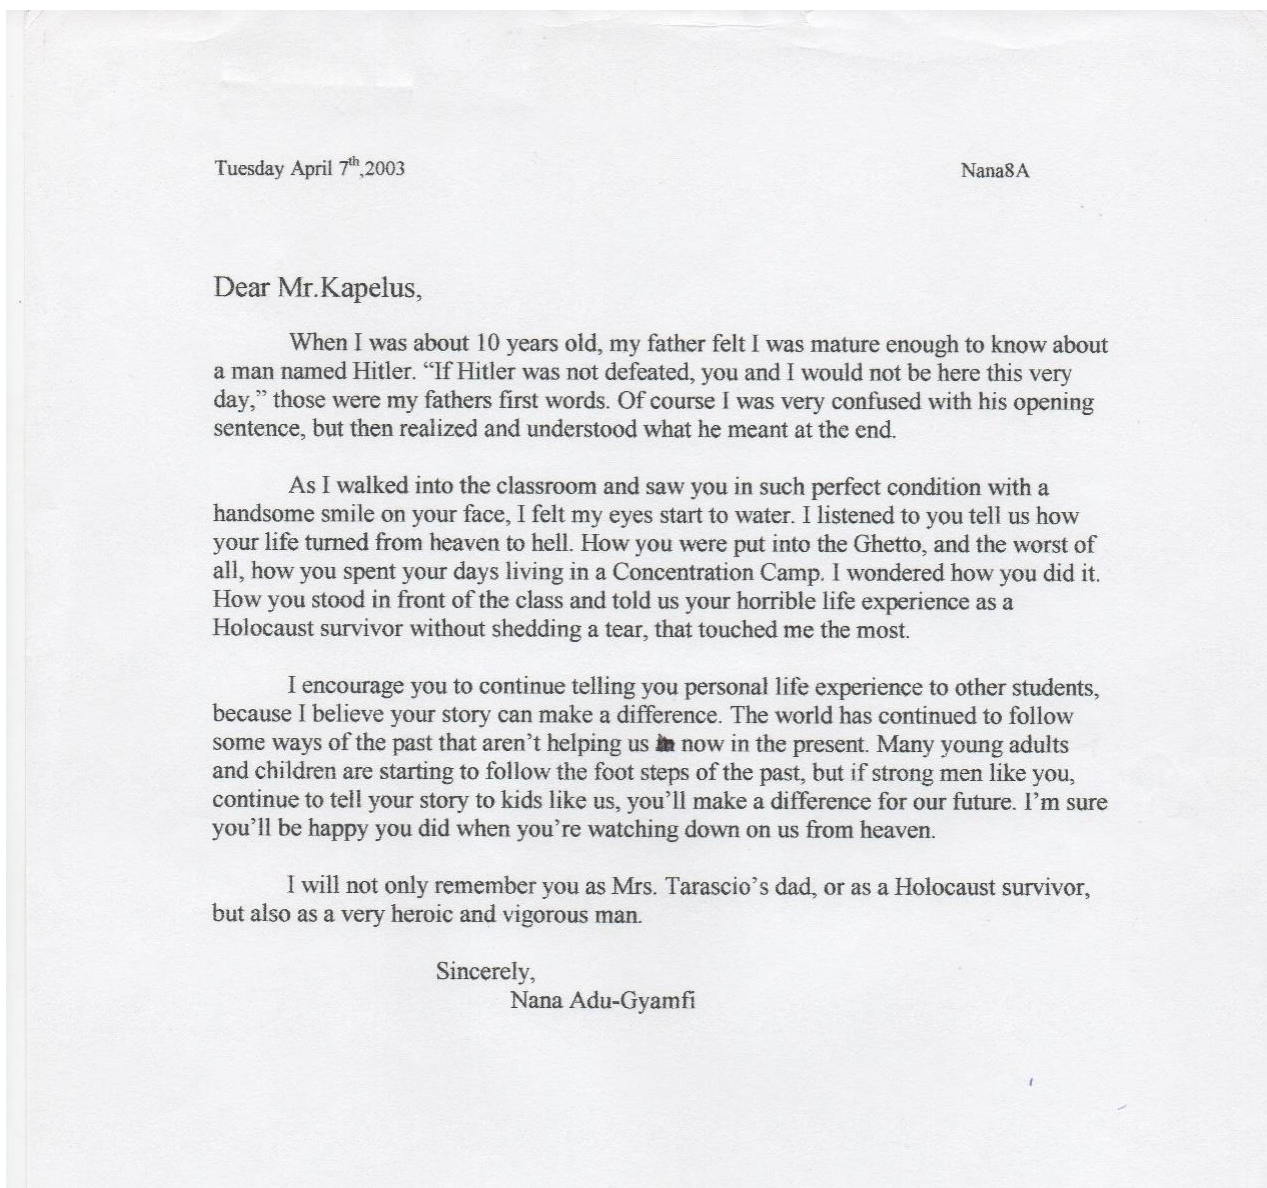 Tuesday April 7th,2003
Nana8A
Dear Mr.Kapelus,
When I was about 10 years old, my father felt I was mature enough to know about
a man named Hitler. “If Hitler was not defeated, you and I would not be here this very
day,” those were my fathers first words. Of course I was very confused with his opening
sentence, but then realized and understood what he meant at the end.
As I walked into the classroom and saw you in such perfect condition with a
handsome smile on your face, I felt my eyes start to water. I listened to you tell us how
your life turned from heaven to hell. How you were put into the Ghetto, and the worst of
all, how you spent your days living in a Concentration Camp. I wondered how you did it.
How you stood in front of the class and told us your horrible life experience as a
Holocaust survivor without shedding a tear, that touched me the most.
I encourage you to continue telling you personal life experience to other students,
because I believe your story can make a difference. The world has continued to follow
some ways of the past that aren’t helping us now in the present. Many young adults
and children are starting to follow the foot steps of the past, but if strong men like you,
continue to tell your story to kids like us, you’ll make a difference for our future. I’m sure
you’ll be happy you did when you’re watching down on us from heaven.
I will not only remember you as Mrs. Tarascio’s dad, or as a Holocaust survivor,
but also as a very heroic and vigorous man.
Sincerely,
Nana Adu-Gyamfi